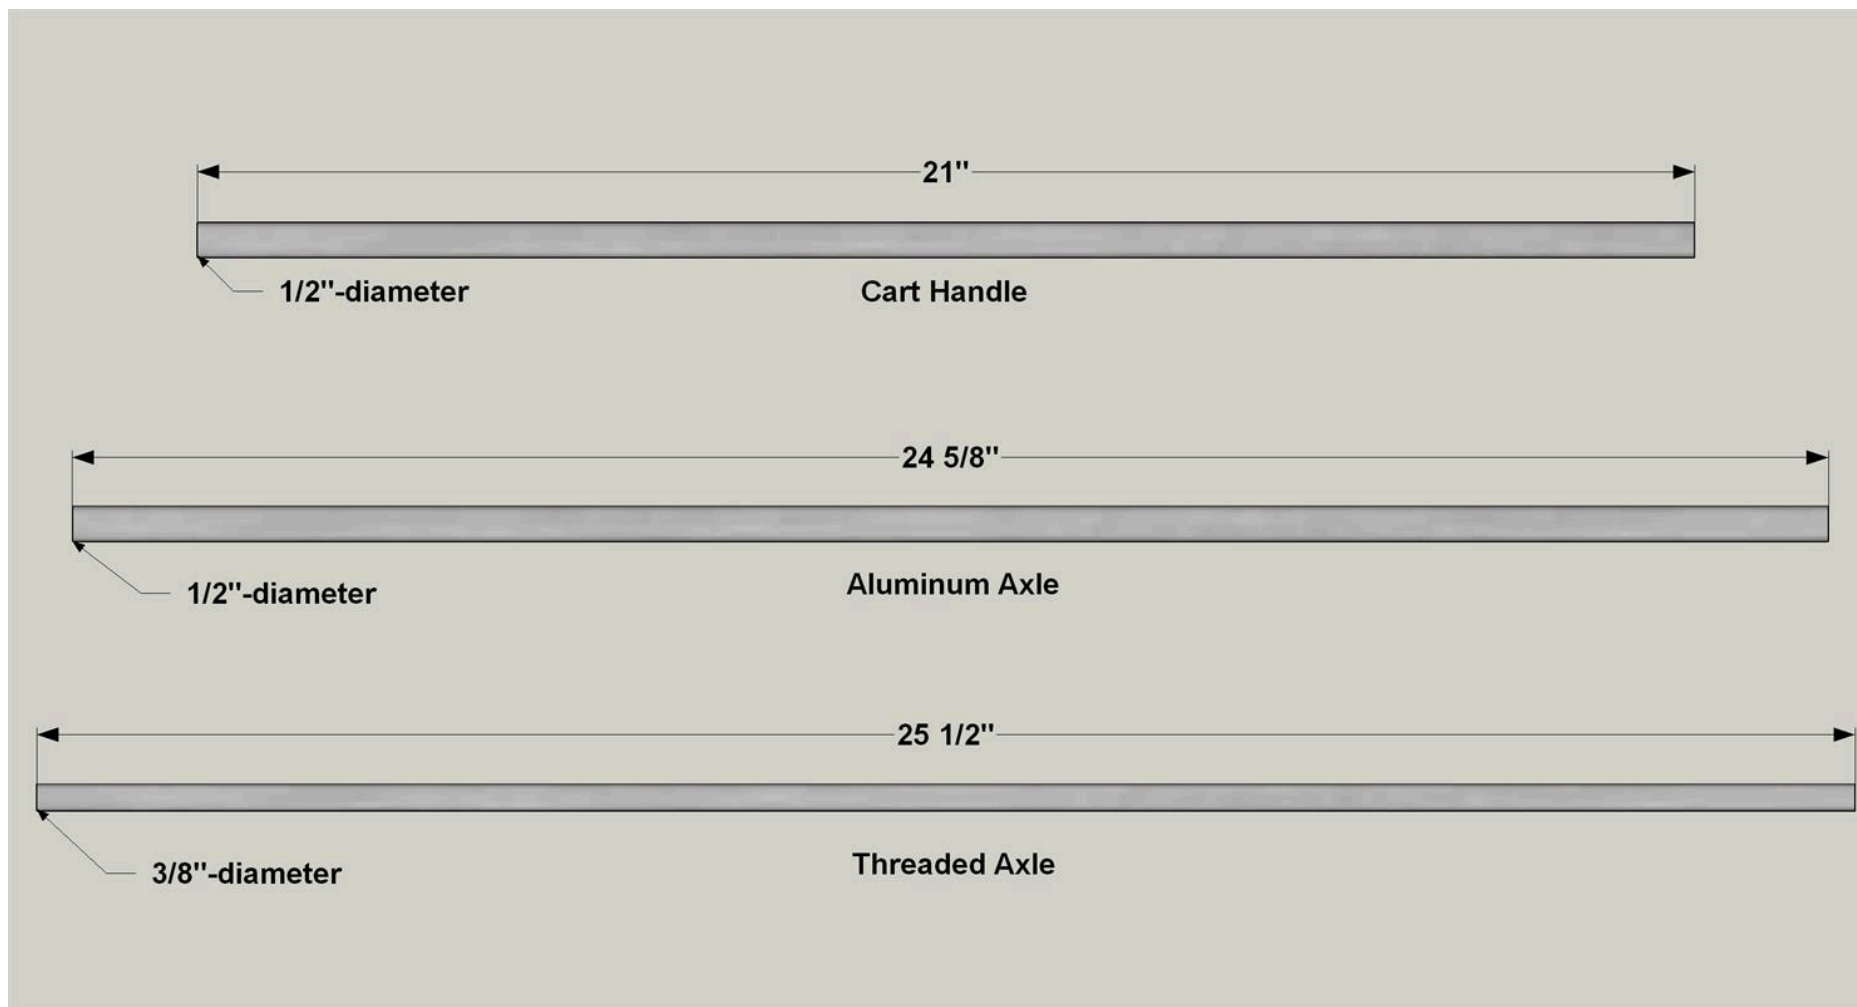 21"
1/2"-diameter
Cart Handle
24 5/8"
1/2"-diameter
Aluminum Axle
25 1/2"
3/8"-diameter
Threaded Axle